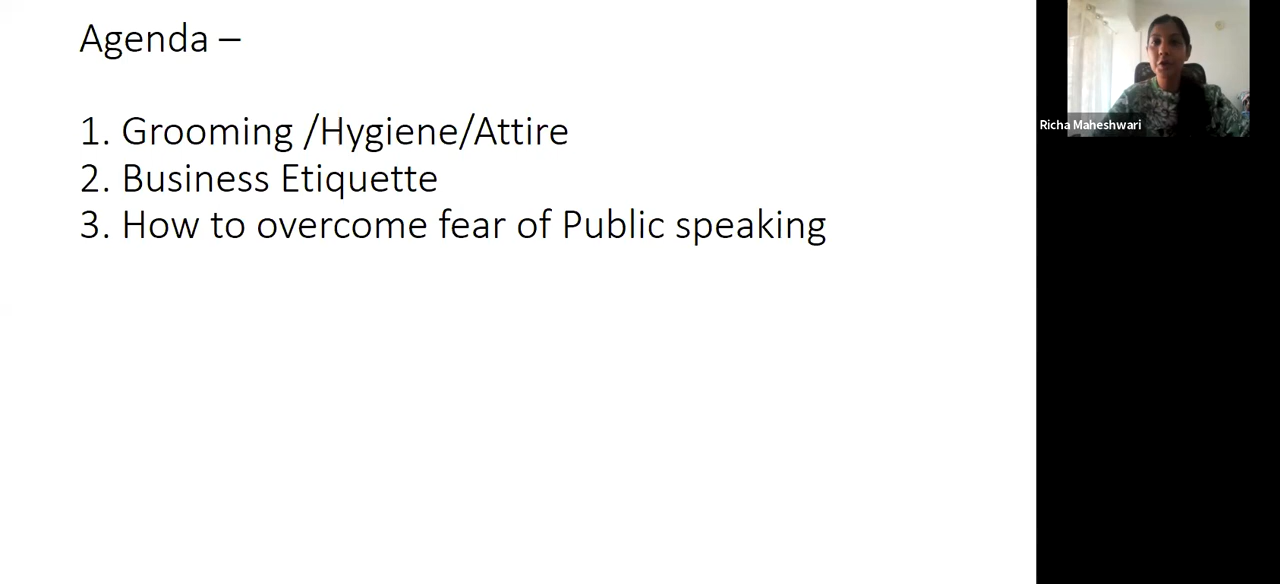 Agenda –
1. Grooming /Hygiene/Attire
2. Business Etiquette
3. How to overcome fear of Public speaking
Richa Maheshwari